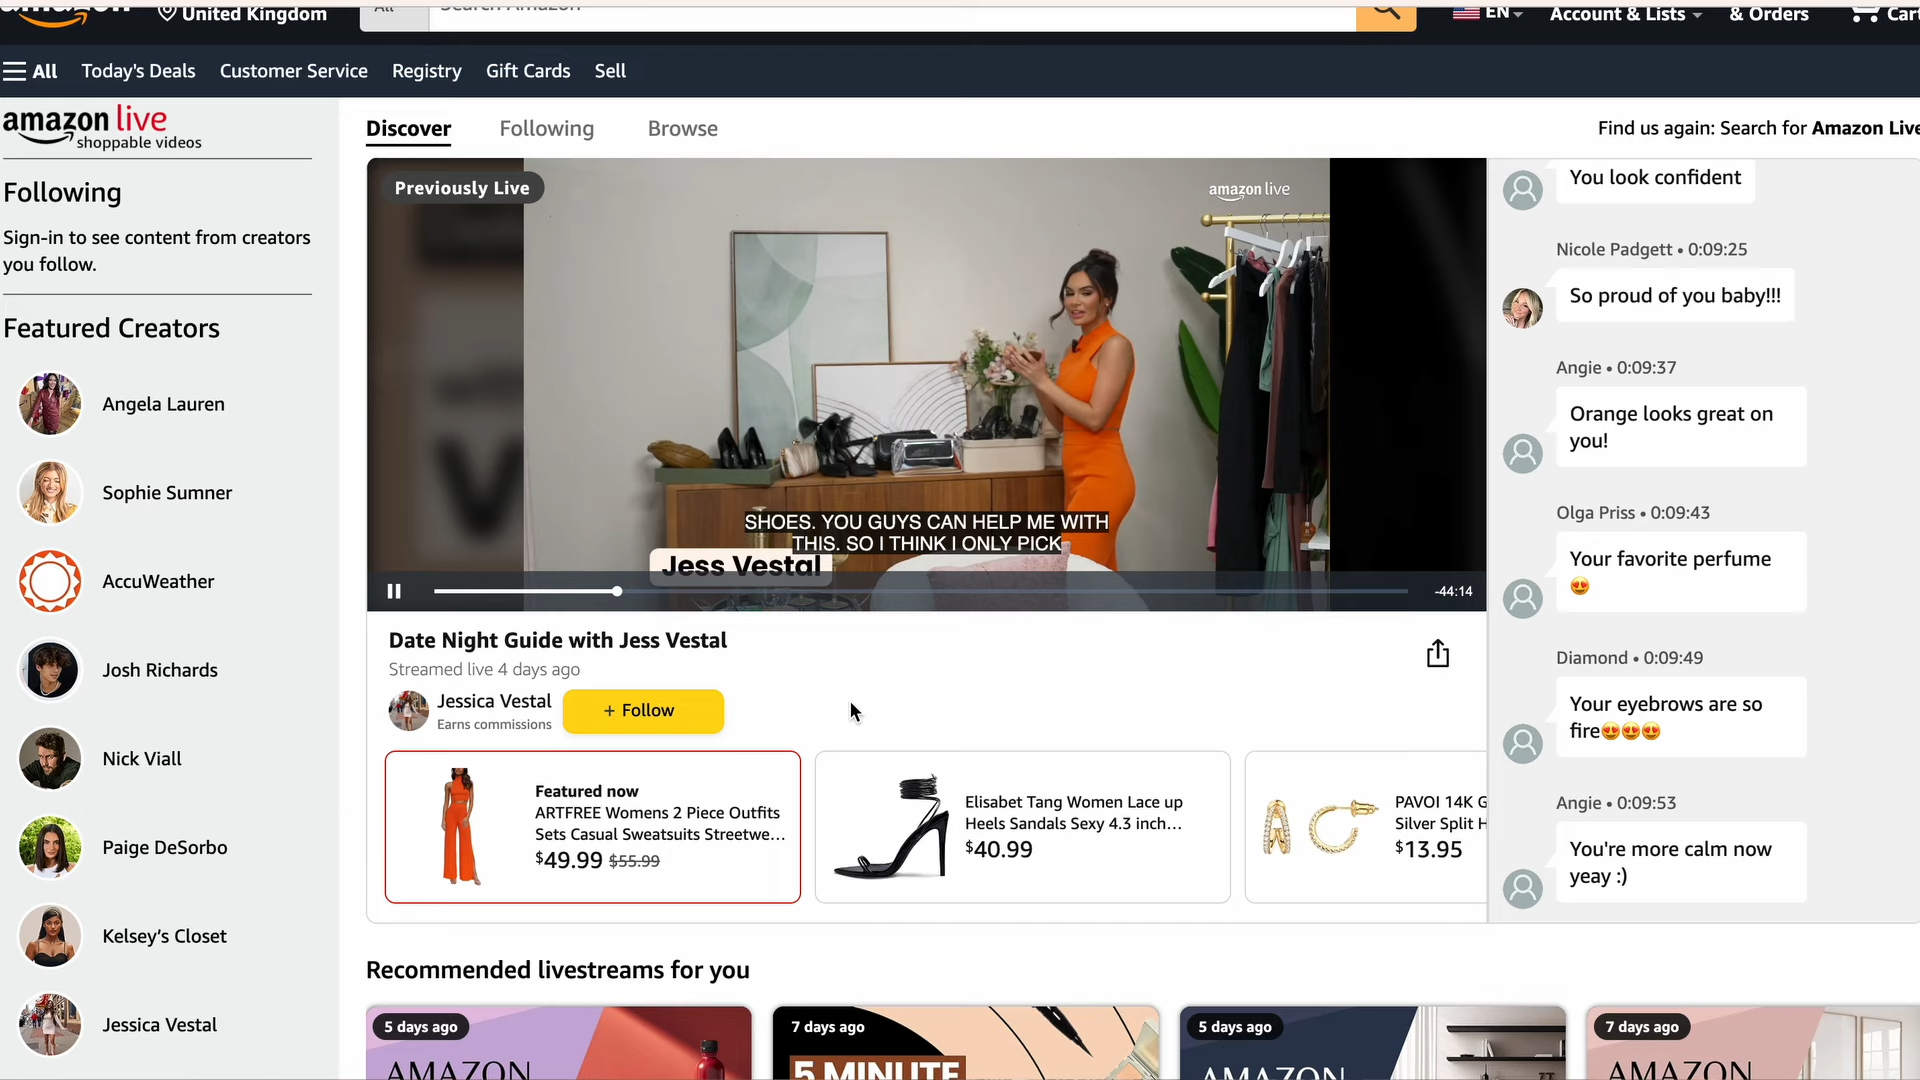 United Kingdom
All
Search Amazon
EN
Account & Lists
& Orders
Cart
All
Today's Deals
Customer Service
Registry
Gift Cards
Sell
amazon live
shoppable videos
Following
Sign-in to see content from creators
you follow.
Featured Creators
Angela Lauren
Sophie Sumner
AccuWeather
Josh Richards
Nick Viall
Paige DeSorbo
Kelsey’s Closet
Jessica Vestal
Discover
Following
Browse
Find us again: Search for Amazon Live
Previously Live
amazon live
SHOES. YOU GUYS CAN HELP ME WITH
THIS. SO I THINK I ONLY PICK
Jess Vestal
-44:14
Date Night Guide with Jess Vestal
Streamed live 4 days ago
Jessica Vestal
Earns commissions
+ Follow
Featured now
ARTFREE Womens 2 Piece Outfits
Sets Casual Sweatsuits Streetwe...
$49.99 $55.99
Elisabet Tang Women Lace up
Heels Sandals Sexy 4.3 inch...
$40.99
PAVOI 14K G
Silver Split H
$13.95
You look confident
Nicole Padgett • 0:09:25
So proud of you baby!!!
Angie • 0:09:37
Orange looks great on
you!
Olga Priss • 0:09:43
Your favorite perfume
😍
Diamond • 0:09:49
Your eyebrows are so
fire😍😍😍
Angie • 0:09:53
You're more calm now
yeay :)
Recommended livestreams for you
5 days ago
AMAZON
7 days ago
5 MINUTE
5 days ago
AMAZON
7 days ago
AMAZON